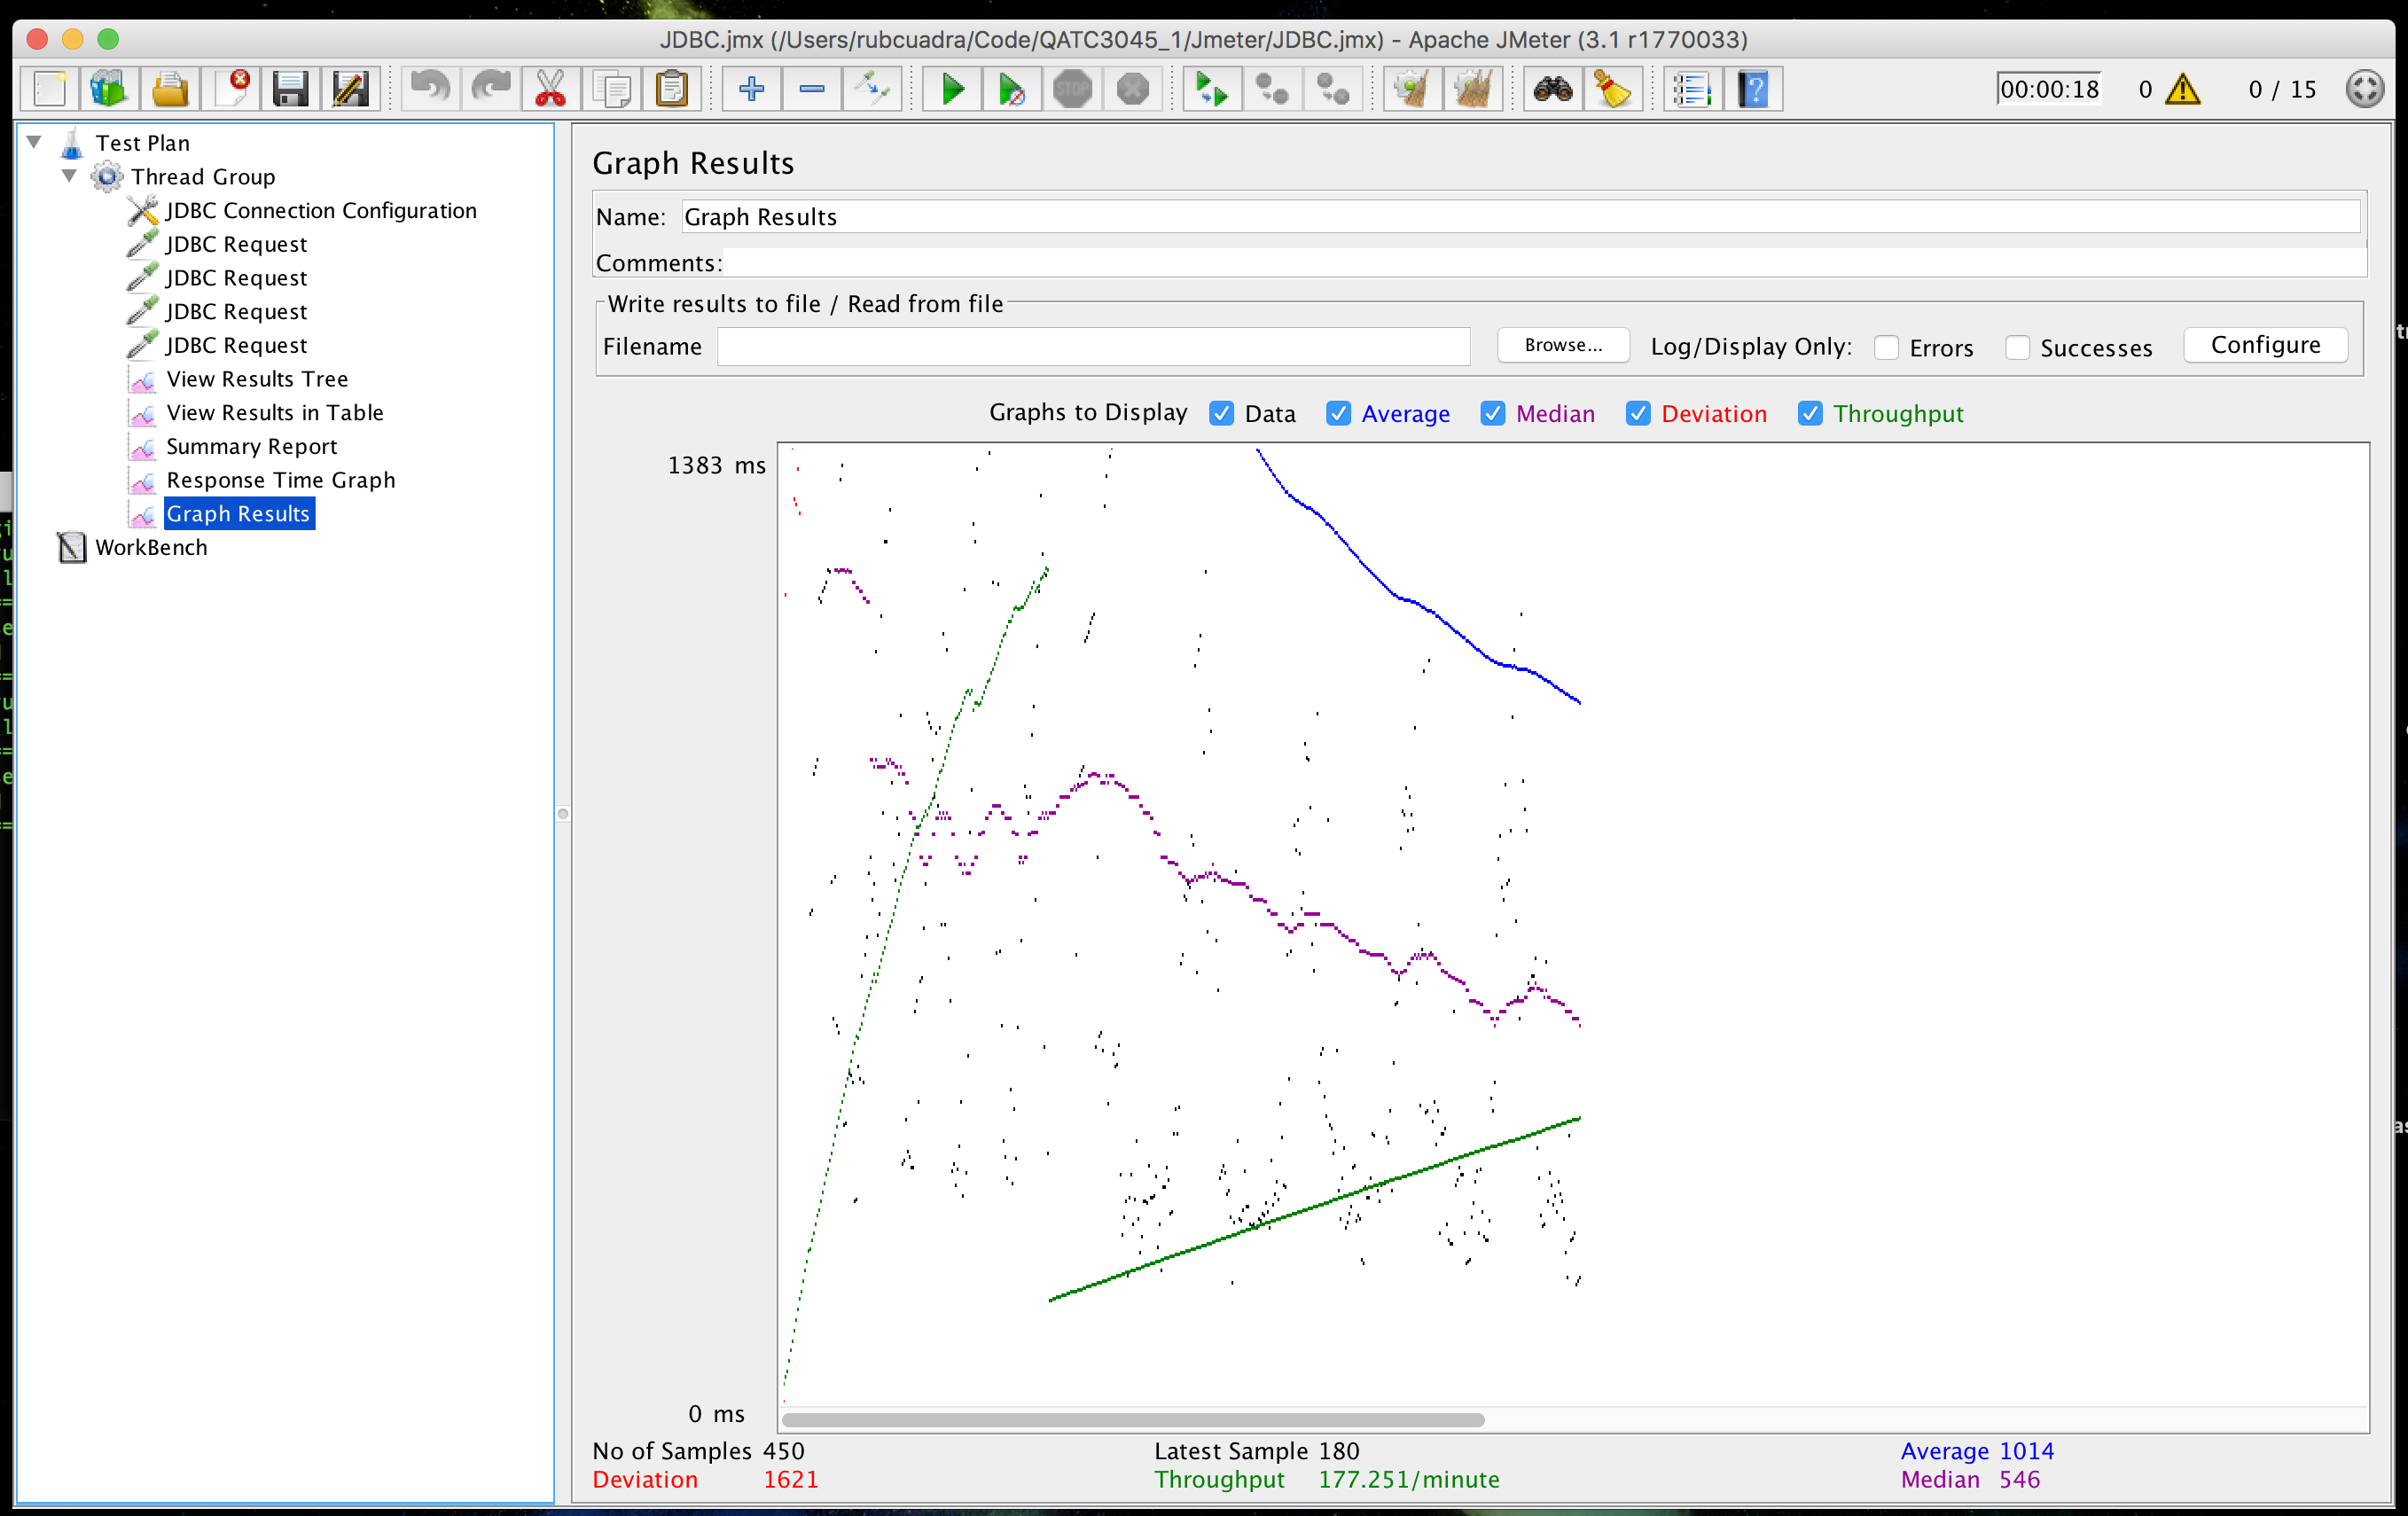 JDBC.jmx (/Users/rubcuadra/Code/QATC3045_1/Jmeter/JDBC.jmx) - Apache JMeter (3.1 r1770033)
STOP
00:00:18 0 0 / 15
Test Plan
Thread Group
JDBC Connection Configuration
JDBC Request
JDBC Request
JDBC Request
JDBC Request
View Results Tree
View Results in Table
Summary Report
Response Time Graph
Graph Results
WorkBench
Graph Results
Name: Graph Results
Comments:
Write results to file / Read from file
Filename Browse... Log/Display Only: Errors Successes Configure
Graphs to Display Data Average Median Deviation Throughput
1383 ms
0 ms
No of Samples 450 Latest Sample 180 Average 1014
Deviation 1621 Throughput 177.251/minute Median 546